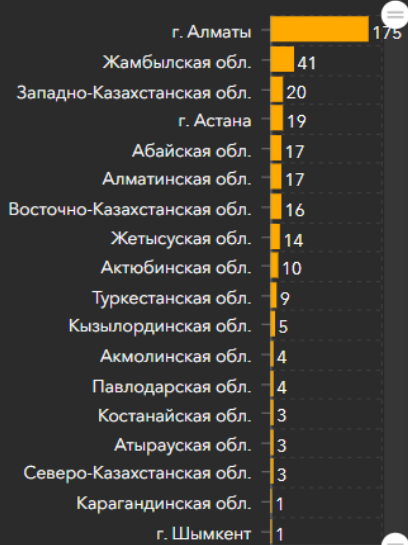 г. Алматы 175
Жамбылская обл. 41
Западно-Казахстанская обл. 20
г. Астана 19
Абайская обл. 17
Алматинская обл. 17
Восточно-Казахстанская обл. 16
Жетысуская обл. 14
Актюбинская обл. 10
Туркестанская обл. 9
Кызылординская обл. 5
Акмолинская обл. 4
Павлодарская обл. 4
Костанайская обл. 3
Атырауская обл. 3
Северо-Казахстанская обл. 3
Карагандинская обл. 1
г. Шымкент 1